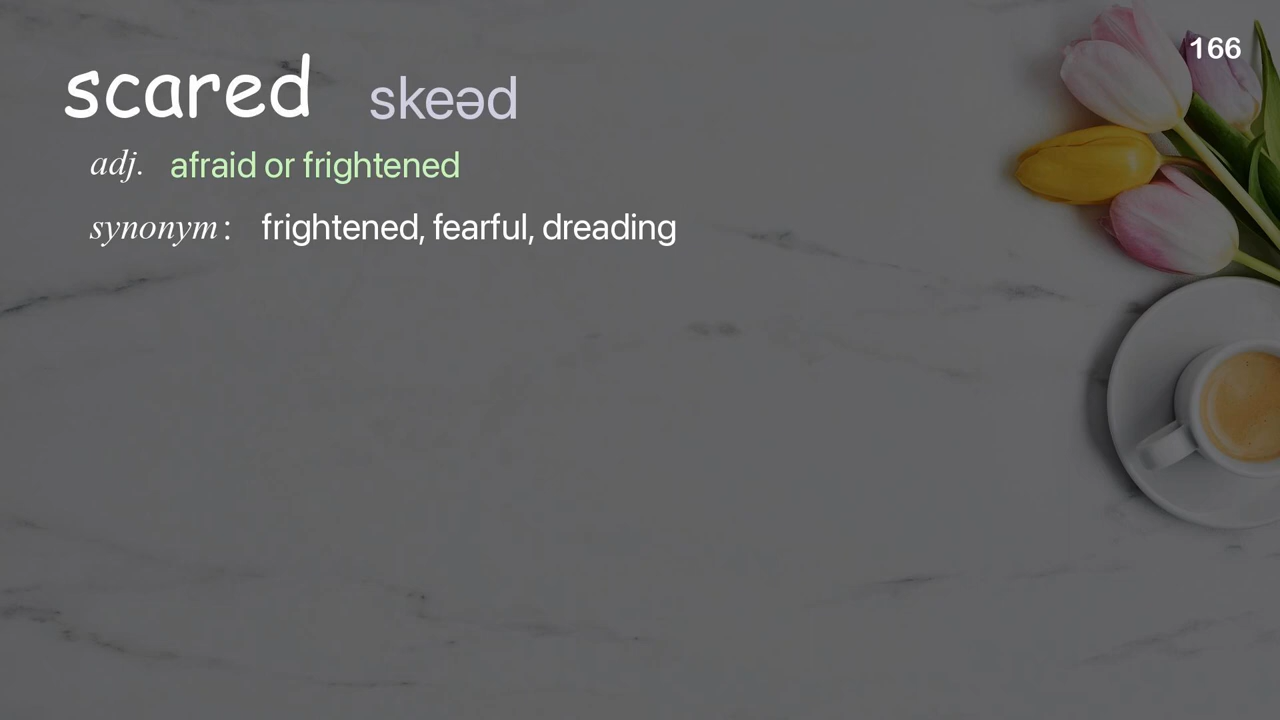 166
scared skeəd
adj. afraid or frightened
synonym: frightened, fearful, dreading